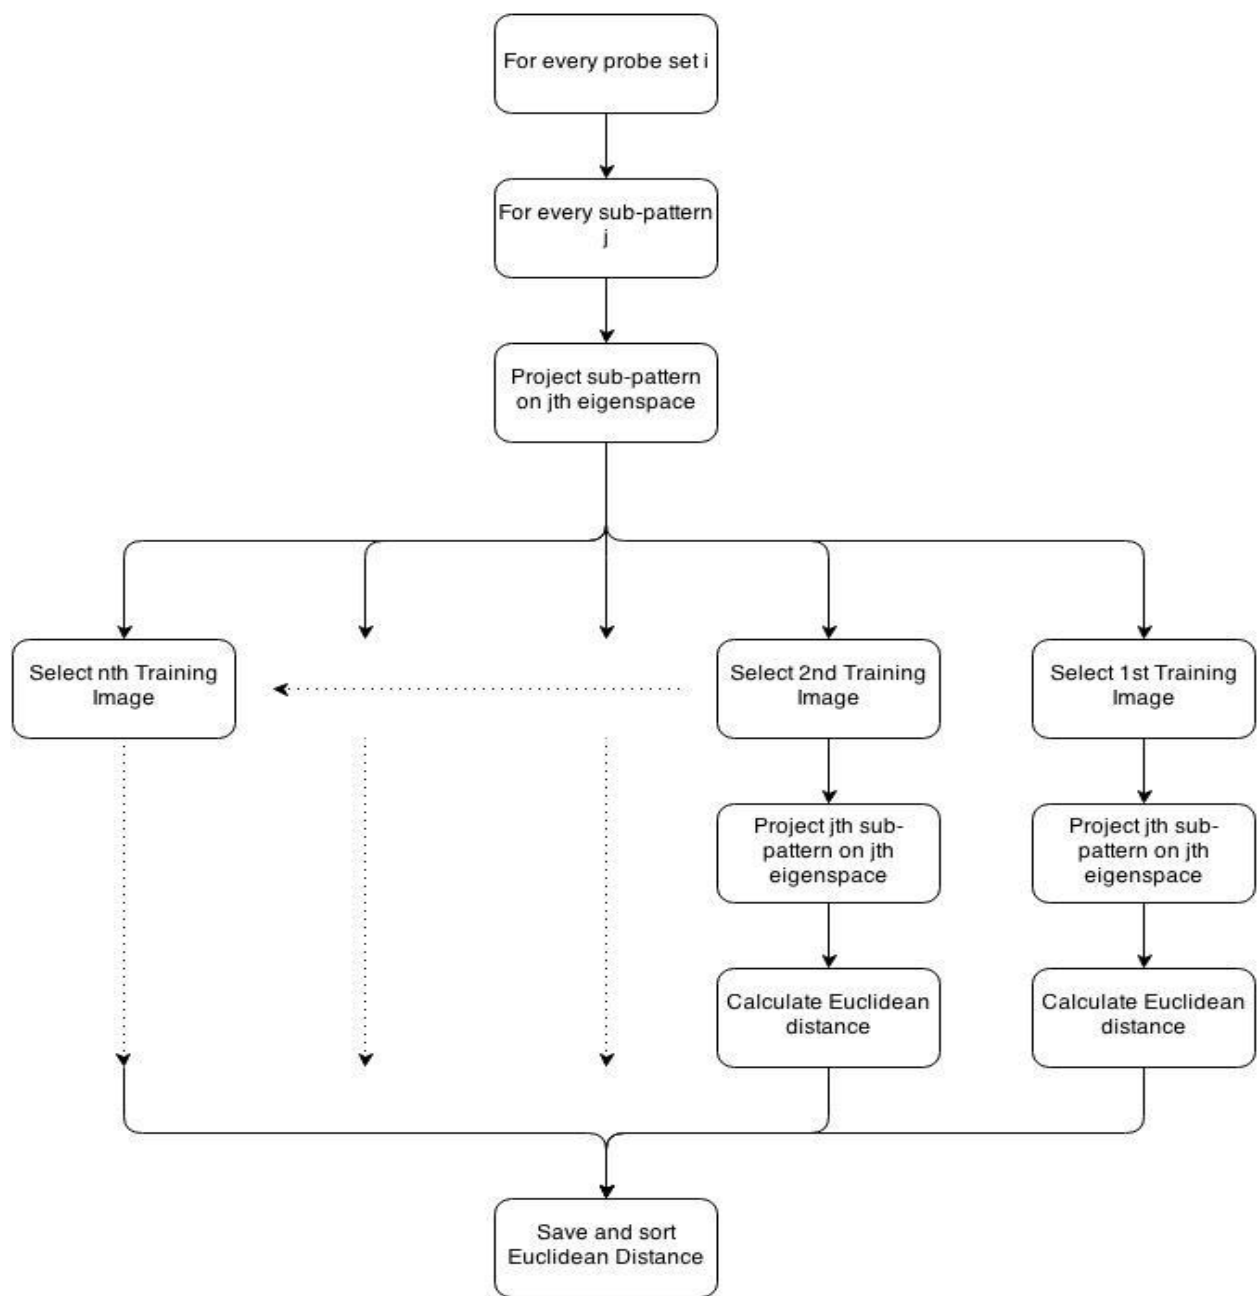 For every probe set i
For every sub-pattern
j
Project sub-pattern
on jth eigenspace
Select nth Training
Image
Select 2nd Training
Image
Select 1st Training
Image
Project jth sub-
pattern on jth
eigenspace
Project jth sub-
pattern on jth
eigenspace
Calculate Euclidean
distance
Calculate Euclidean
distance
Save and sort
Euclidean Distance